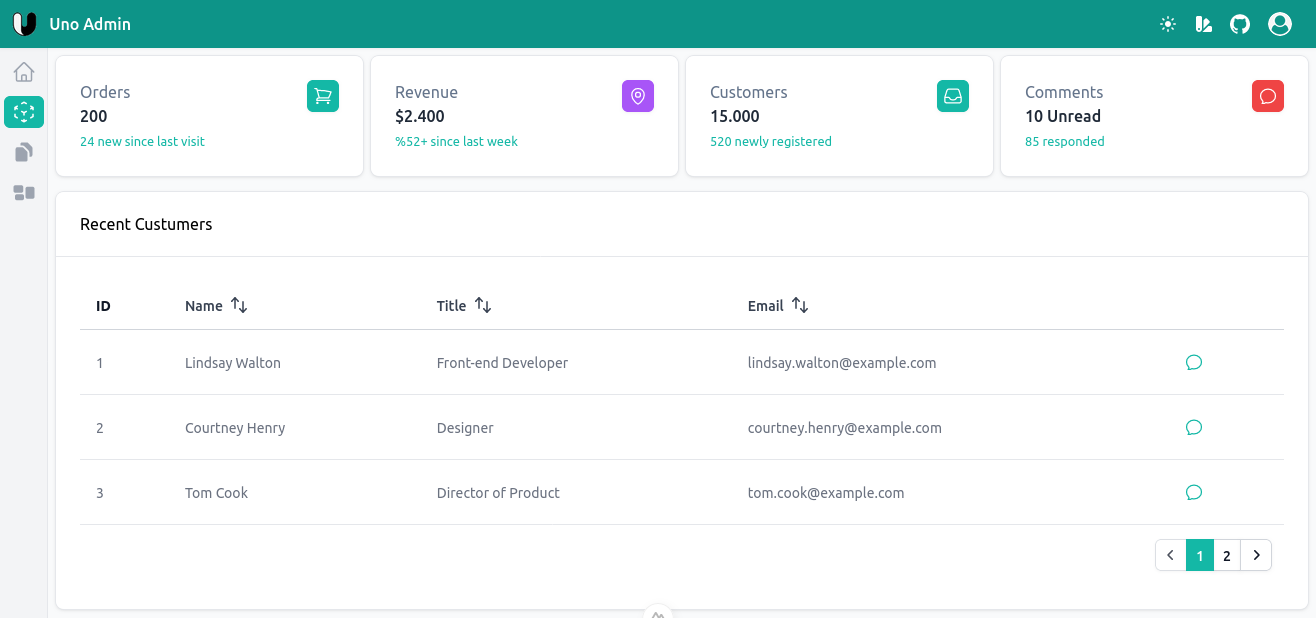 Uno Admin
Orders
200
24 new since last visit
Revenue
$2.400
%52+ since last week
Customers
15.000
520 newly registered
Comments
10 Unread
85 responded
Recent Custumers
ID Name Title Email
1 Lindsay Walton Front-end Developer lindsay.walton@example.com
2 Courtney Henry Designer courtney.henry@example.com
3 Tom Cook Director of Product tom.cook@example.com
1 2